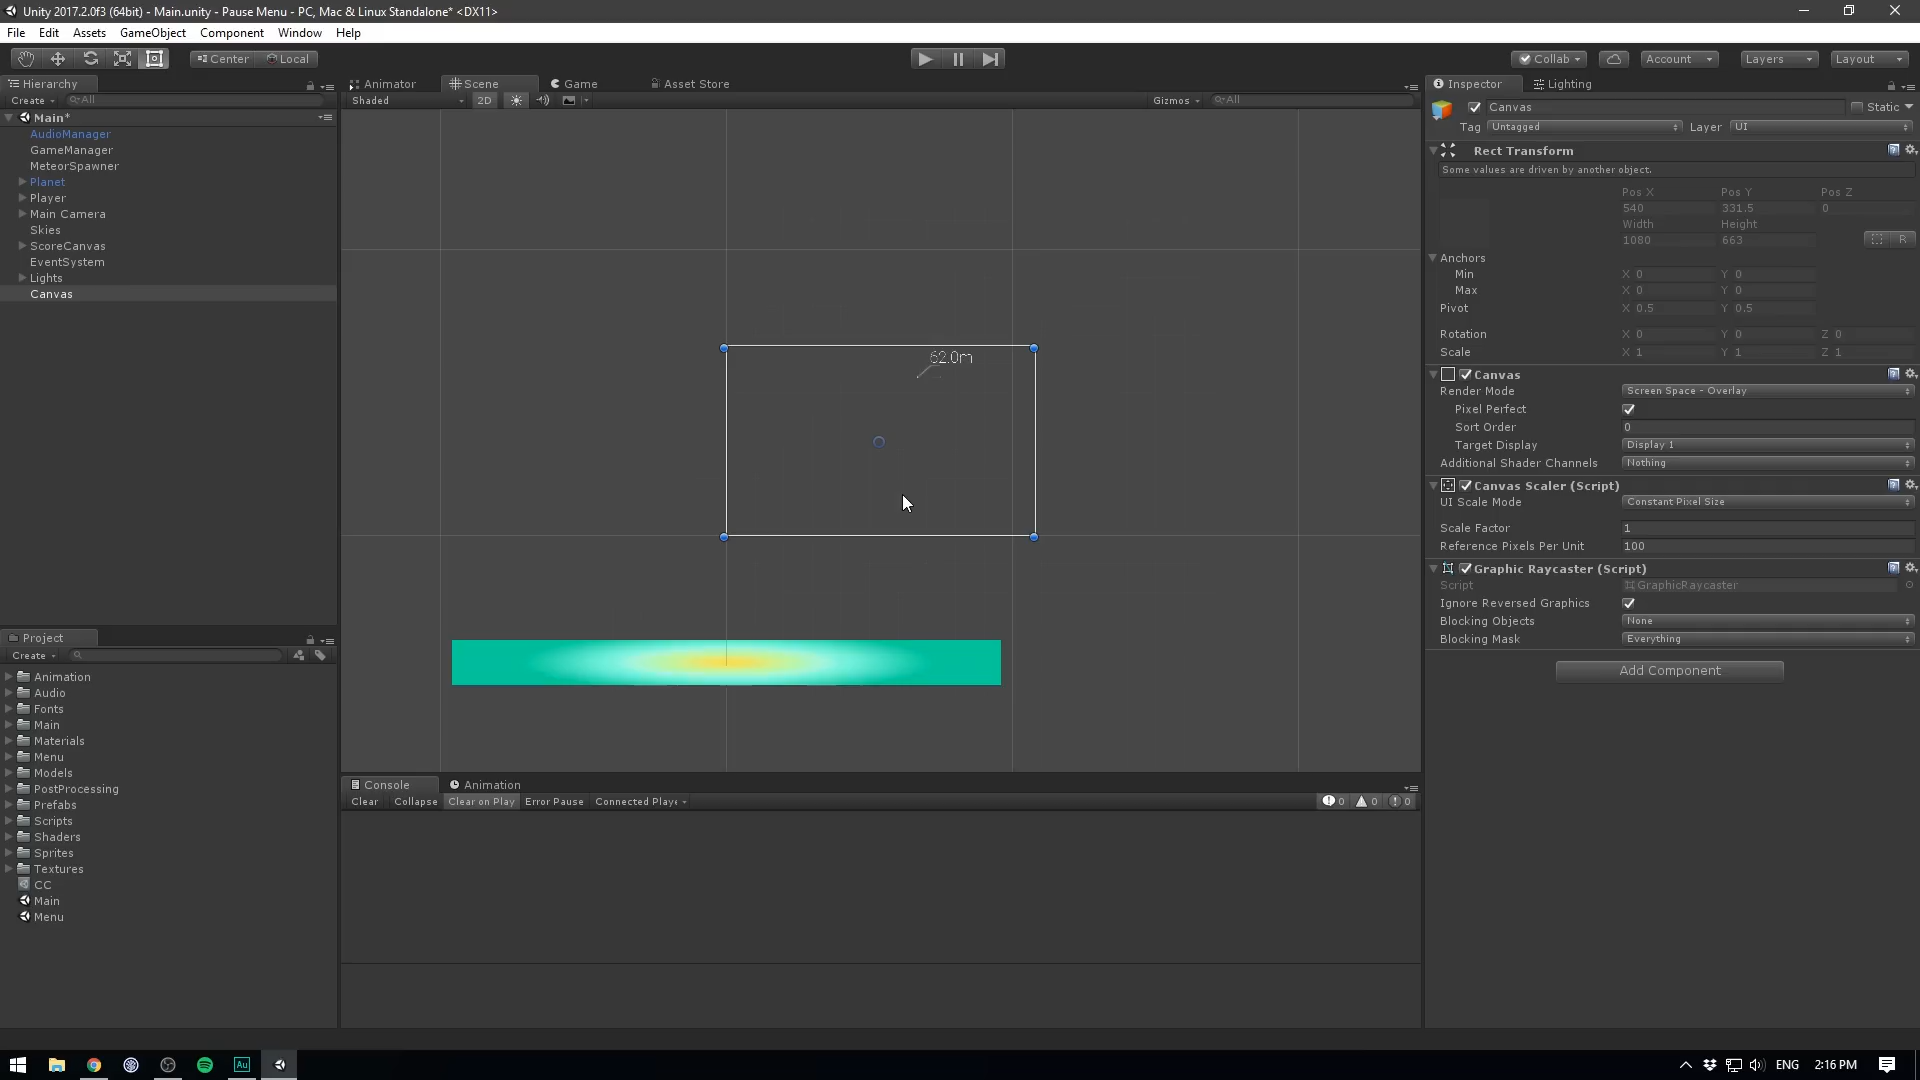 Unity 2017.2.0f3 (64bit) - Main.unity - Pause Menu - PC, Mac & Linux Standalone* <DX11>
File Edit Assets GameObject Component Window Help
Center Local Collab Account Layers Layout
Hierarchy
Create All
Main*
AudioManager
GameManager
MeteorSpawner
Planet
Player
Main Camera
Skies
ScoreCanvas
EventSystem
Lights
Canvas
Project
Create
Animation
Audio
Fonts
Main
Materials
Menu
Models
PostProcessing
Prefabs
Scripts
Shaders
Sprites
Textures
CC
Main
Menu
Animator Scene Game Asset Store
Shaded 2D Gizmos All
62.0m
Console Animation
Clear Collapse Clear on Play Error Pause Connected Playe 0 0 0
Inspector Lighting
Canvas Static
Tag Untagged Layer UI
Rect Transform
Some values are driven by another object.
Pos X Pos Y Pos Z
540 331.5 0
Width Height
1080 663 R
Anchors
Min X 0 Y 0
Max X 0 Y 0
Pivot X 0.5 Y 0.5
Rotation X 0 Y 0 Z 0
Scale X 1 Y 1 Z 1
Canvas
Render Mode Screen Space - Overlay
Pixel Perfect
Sort Order 0
Target Display Display 1
Additional Shader Channels Nothing
Canvas Scaler (Script)
UI Scale Mode Constant Pixel Size
Scale Factor 1
Reference Pixels Per Unit 100
Graphic Raycaster (Script)
Script GraphicRaycaster
Ignore Reversed Graphics
Blocking Objects None
Blocking Mask Everything
Add Component
Au ENG 2:16 PM